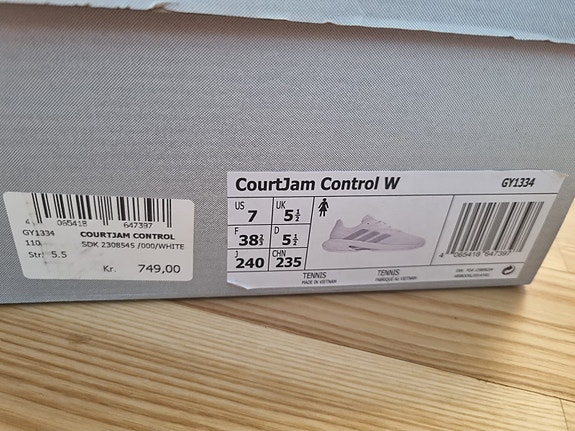 4 065418 647397
GY1334 COURTJAM CONTROL
110 SDK 2308545 /000/WHITE
Str. 5.5
Kr. 749,00
CourtJam Control W GY1334
US 7 UK 5½
F 38⅔ D 5½
J 240 CHN 235
TENNIS TENNIS
MADE IN VIETNAM FABRIQUÉ AU VIETNAM
4 065418 647397